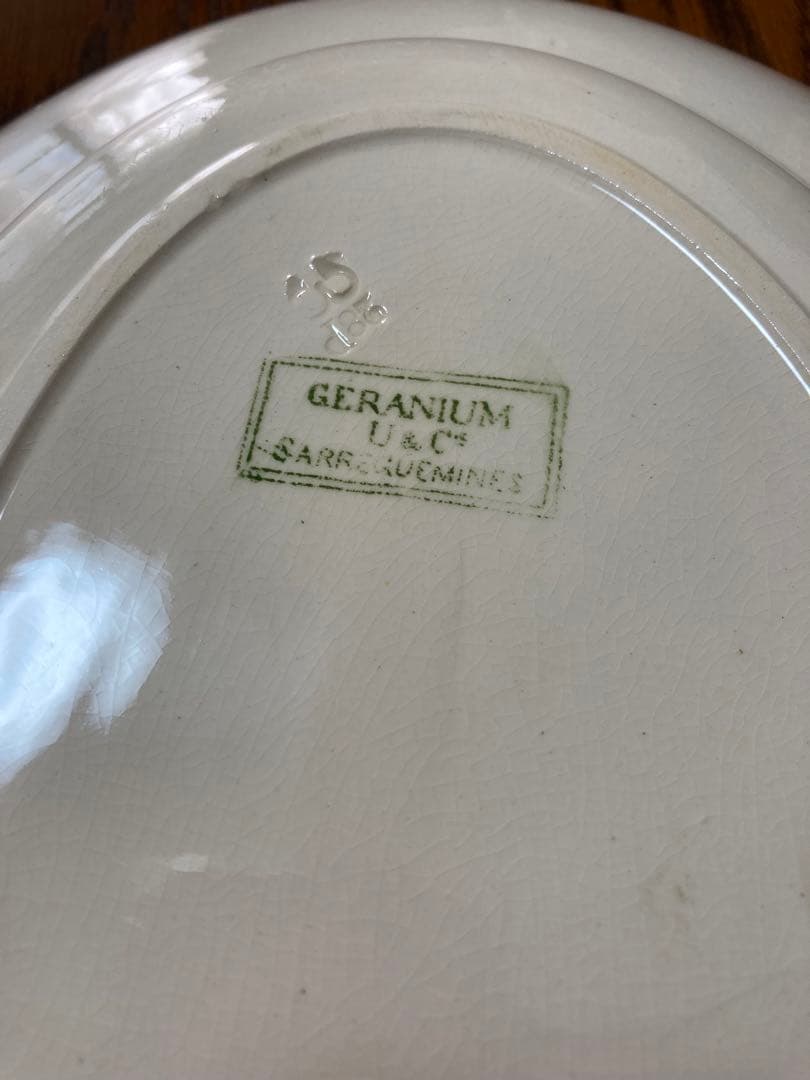 GERANIUM
U & Cie
SARREGUEMINES